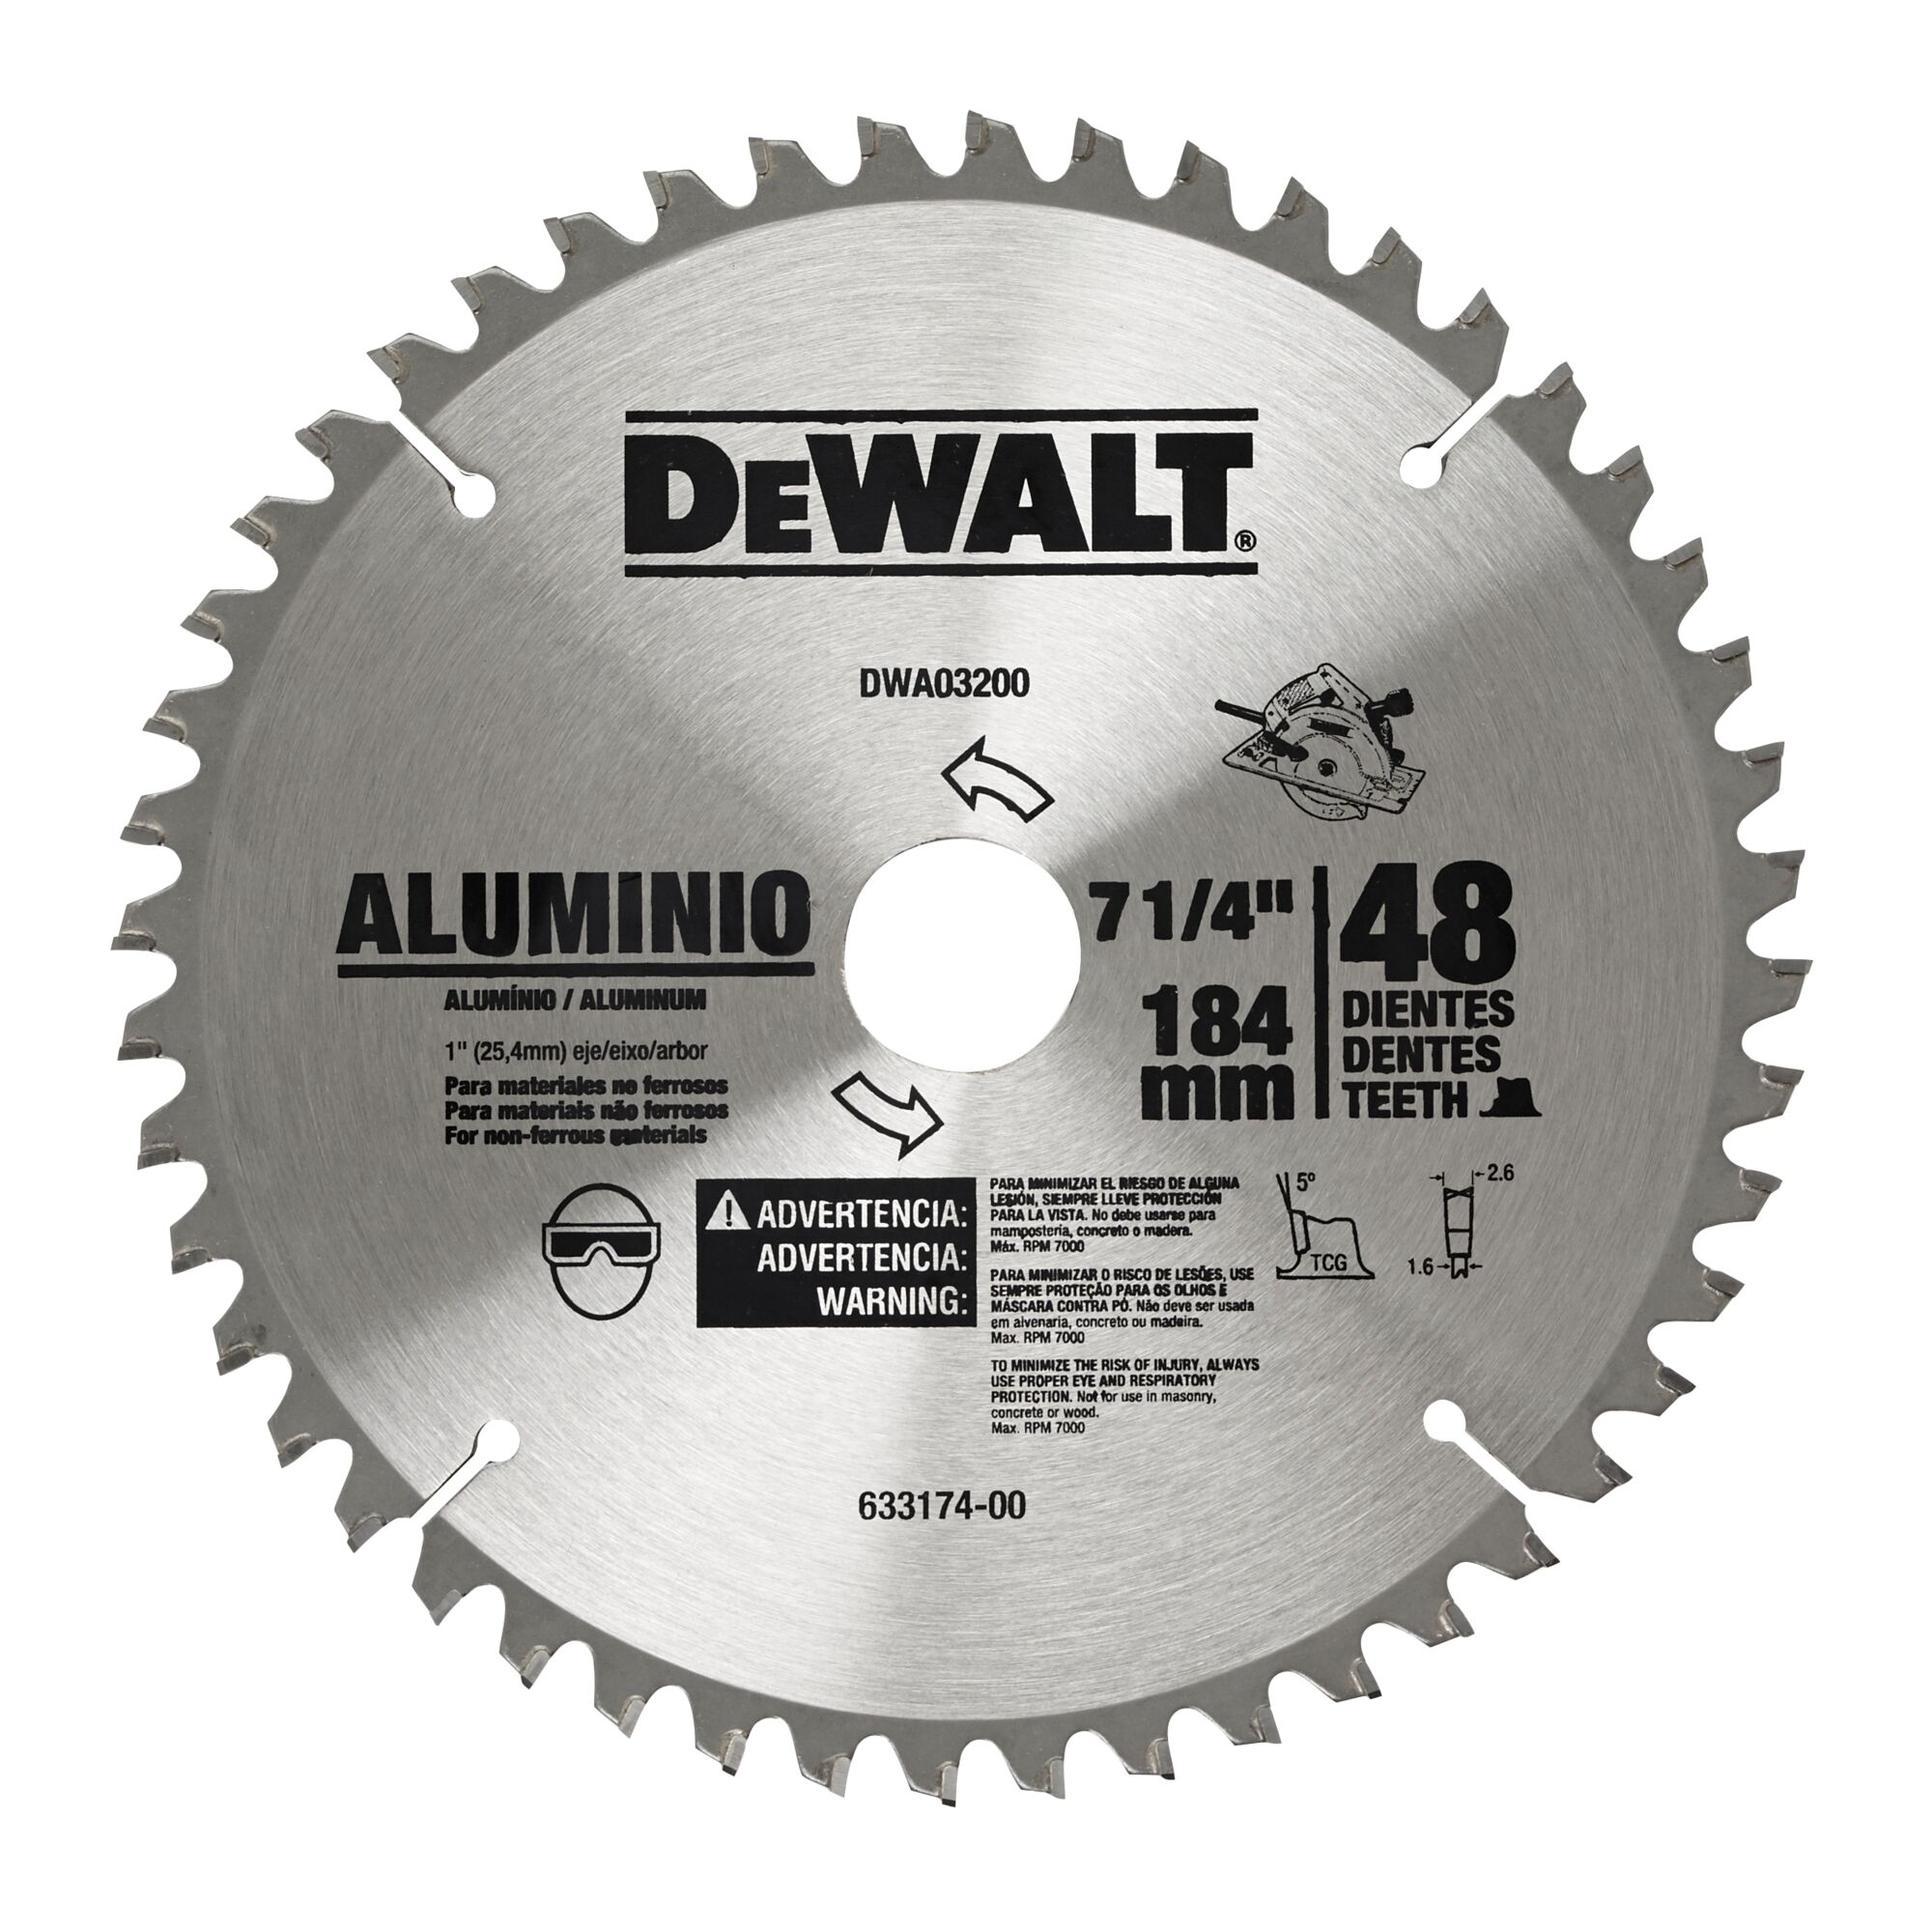 DEWALT®
DWA03200
ALUMINIO
ALUMÍNIO / ALUMINUM
1" (25,4mm) eje/eixo/arbor
Para materiales no ferrosos
Para materiais não ferrosos
For non-ferrous materials
7 1/4"
184
mm
48
DIENTES
DENTES
TEETH
ADVERTENCIA:
ADVERTENCIA:
WARNING:
PARA MINIMIZAR EL RIESGO DE ALGUNA
LESIÓN, SIEMPRE LLEVE PROTECCIÓN
PARA LA VISTA. No debe usarse para
mampostería, concreto o madera.
Máx. RPM 7000
PARA MINIMIZAR O RISCO DE LESÕES, USE
SEMPRE PROTEÇÃO PARA OS OLHOS E
MÁSCARA CONTRA PÓ. Não deve ser usada
em alvenaria, concreto ou madeira.
Max. RPM 7000
TO MINIMIZE THE RISK OF INJURY, ALWAYS
USE PROPER EYE AND RESPIRATORY
PROTECTION. Not for use in masonry,
concrete or wood.
Max. RPM 7000
5°
TCG
2.6
1.6
633174-00